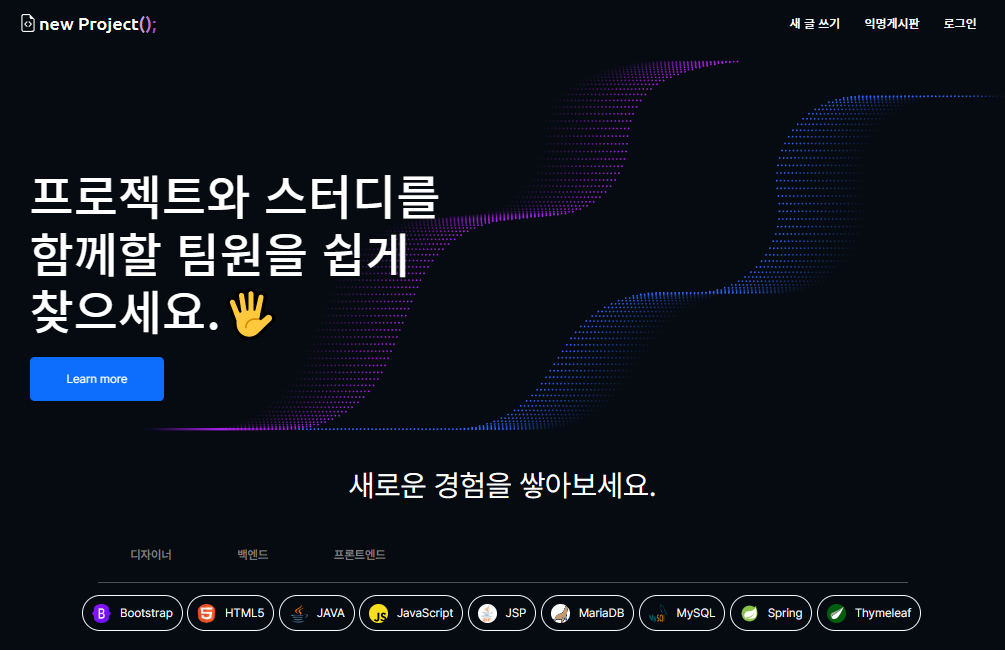 new Project();
새 글 쓰기 익명게시판 로그인
프로젝트와 스터디를
함께할 팀원을 쉽게
찾으세요.🖐
Learn more
새로운 경험을 쌓아보세요.
디자이너 백엔드 프론트엔드
B Bootstrap 5 HTML5 JAVA JS JavaScript JSP MariaDB MySQL MySQL Spring Thymeleaf